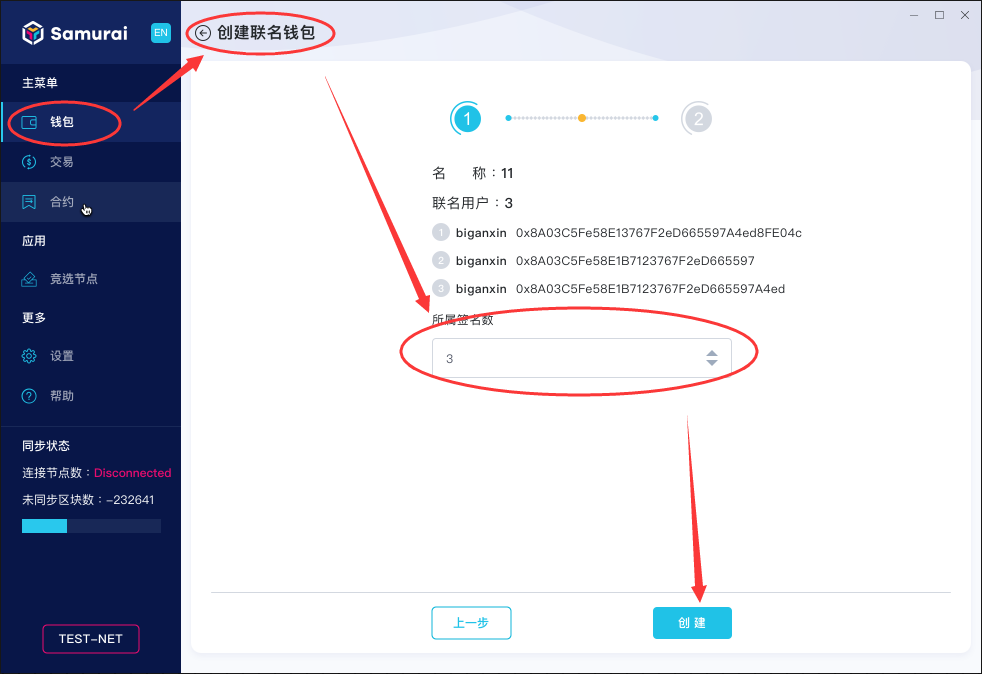 Samurai
EN
主菜单
钱包
交易
合约
应用
竞选节点
更多
设置
帮助
同步状态
连接节点数：Disconnected
未同步区块数：-232641
TEST-NET
创建联名钱包
1
2
名 称：11
联名用户：3
1 biganxin 0x8A03C5Fe58E13767F2eD665597A4ed8FE04c
2 biganxin 0x8A03C5Fe58E1B7123767F2eD665597
3 biganxin 0x8A03C5Fe58E1B7123767F2eD665597A4ed
所属签名数
3
上一步
创 建